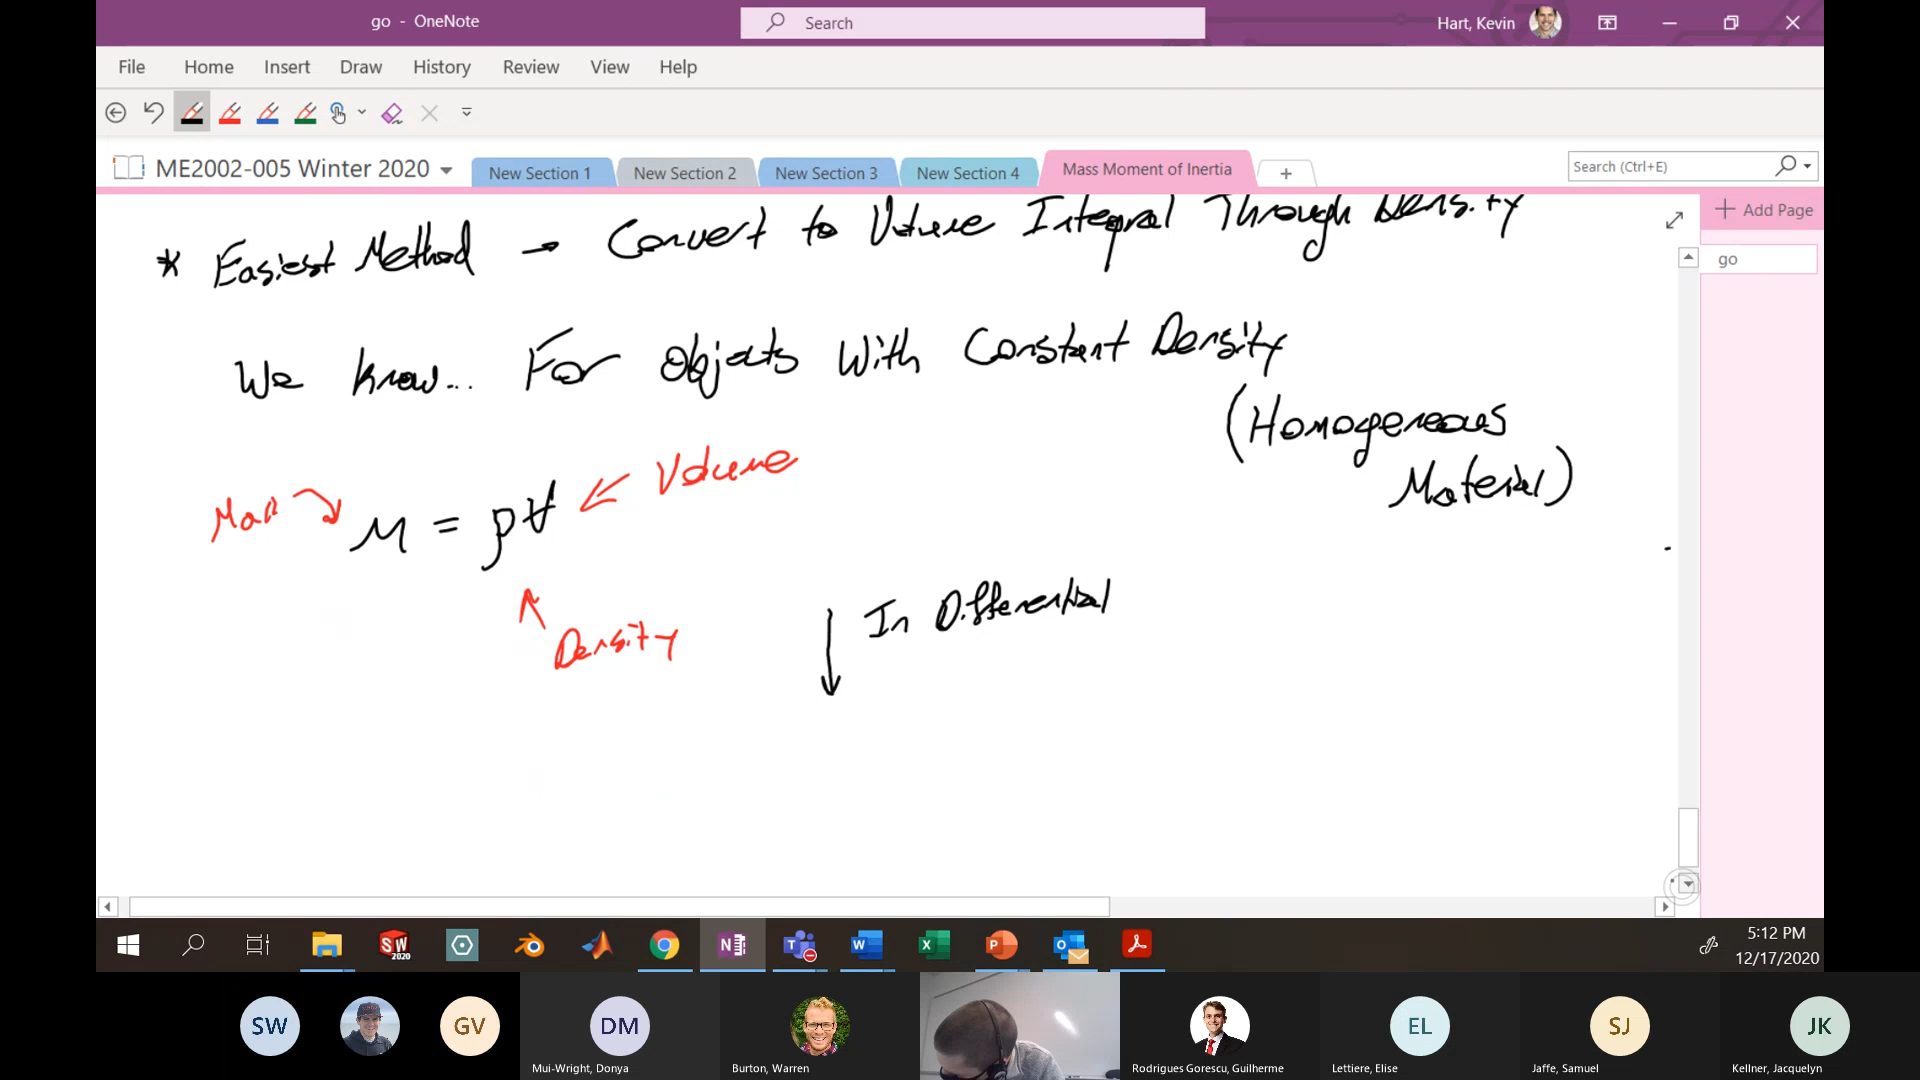 go - OneNote
Search
Hart, Kevin
File Home Insert Draw History Review View Help
ME2002-005 Winter 2020
New Section 1
New Section 2
New Section 3
New Section 4
Mass Moment of Inertia
+
Search (Ctrl+E)
Add Page
go
* Easiest Method → Convert to Volume Integral Through Density
We know... For Objects With Constant Density
(Homogeneous
Material)
Volume
Mass
M = ρV
Density
In Differential
SW
2020
5:12 PM
12/17/2020
SW
GV
DM
EL
SJ
JK
Mui-Wright, Donya
Burton, Warren
Rodrigues Gorescu, Guilherme
Lettiere, Elise
Jaffe, Samuel
Kellner, Jacquelyn